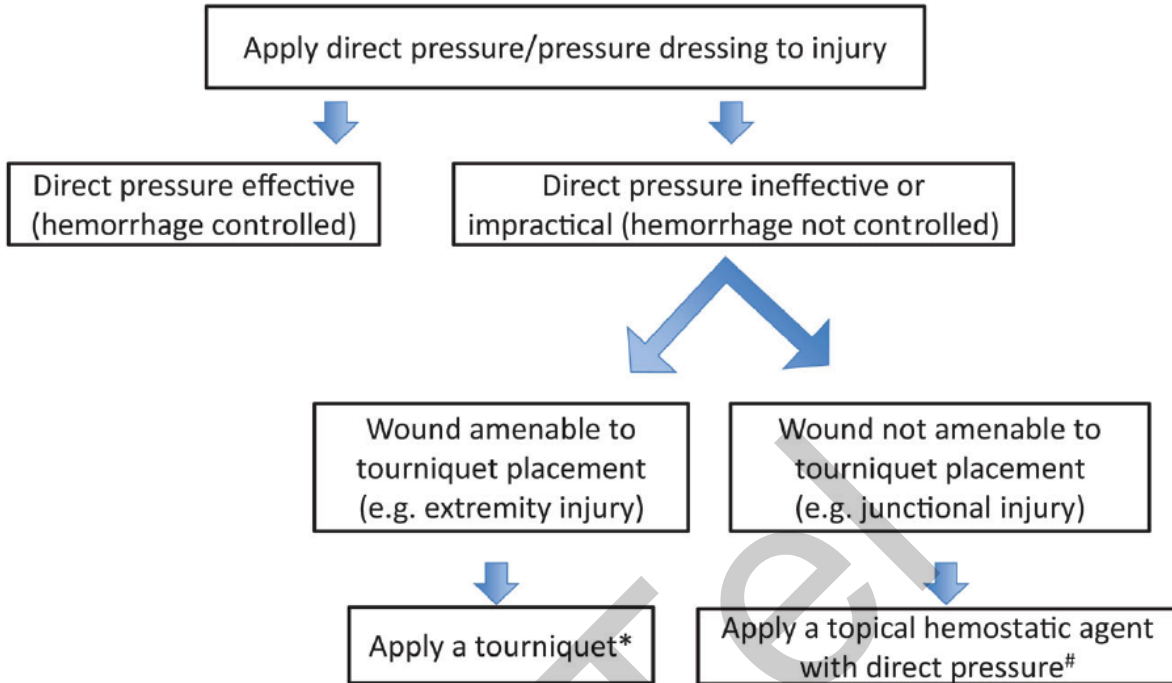 Apply direct pressure/pressure dressing to injury
Direct pressure effective
(hemorrhage controlled)
Direct pressure ineffective or
impractical (hemorrhage not controlled)
Wound amenable to
tourniquet placement
(e.g. extremity injury)
Wound not amenable to
tourniquet placement
(e.g. junctional injury)
Apply a tourniquet*
Apply a topical hemostatic agent
with direct pressure#